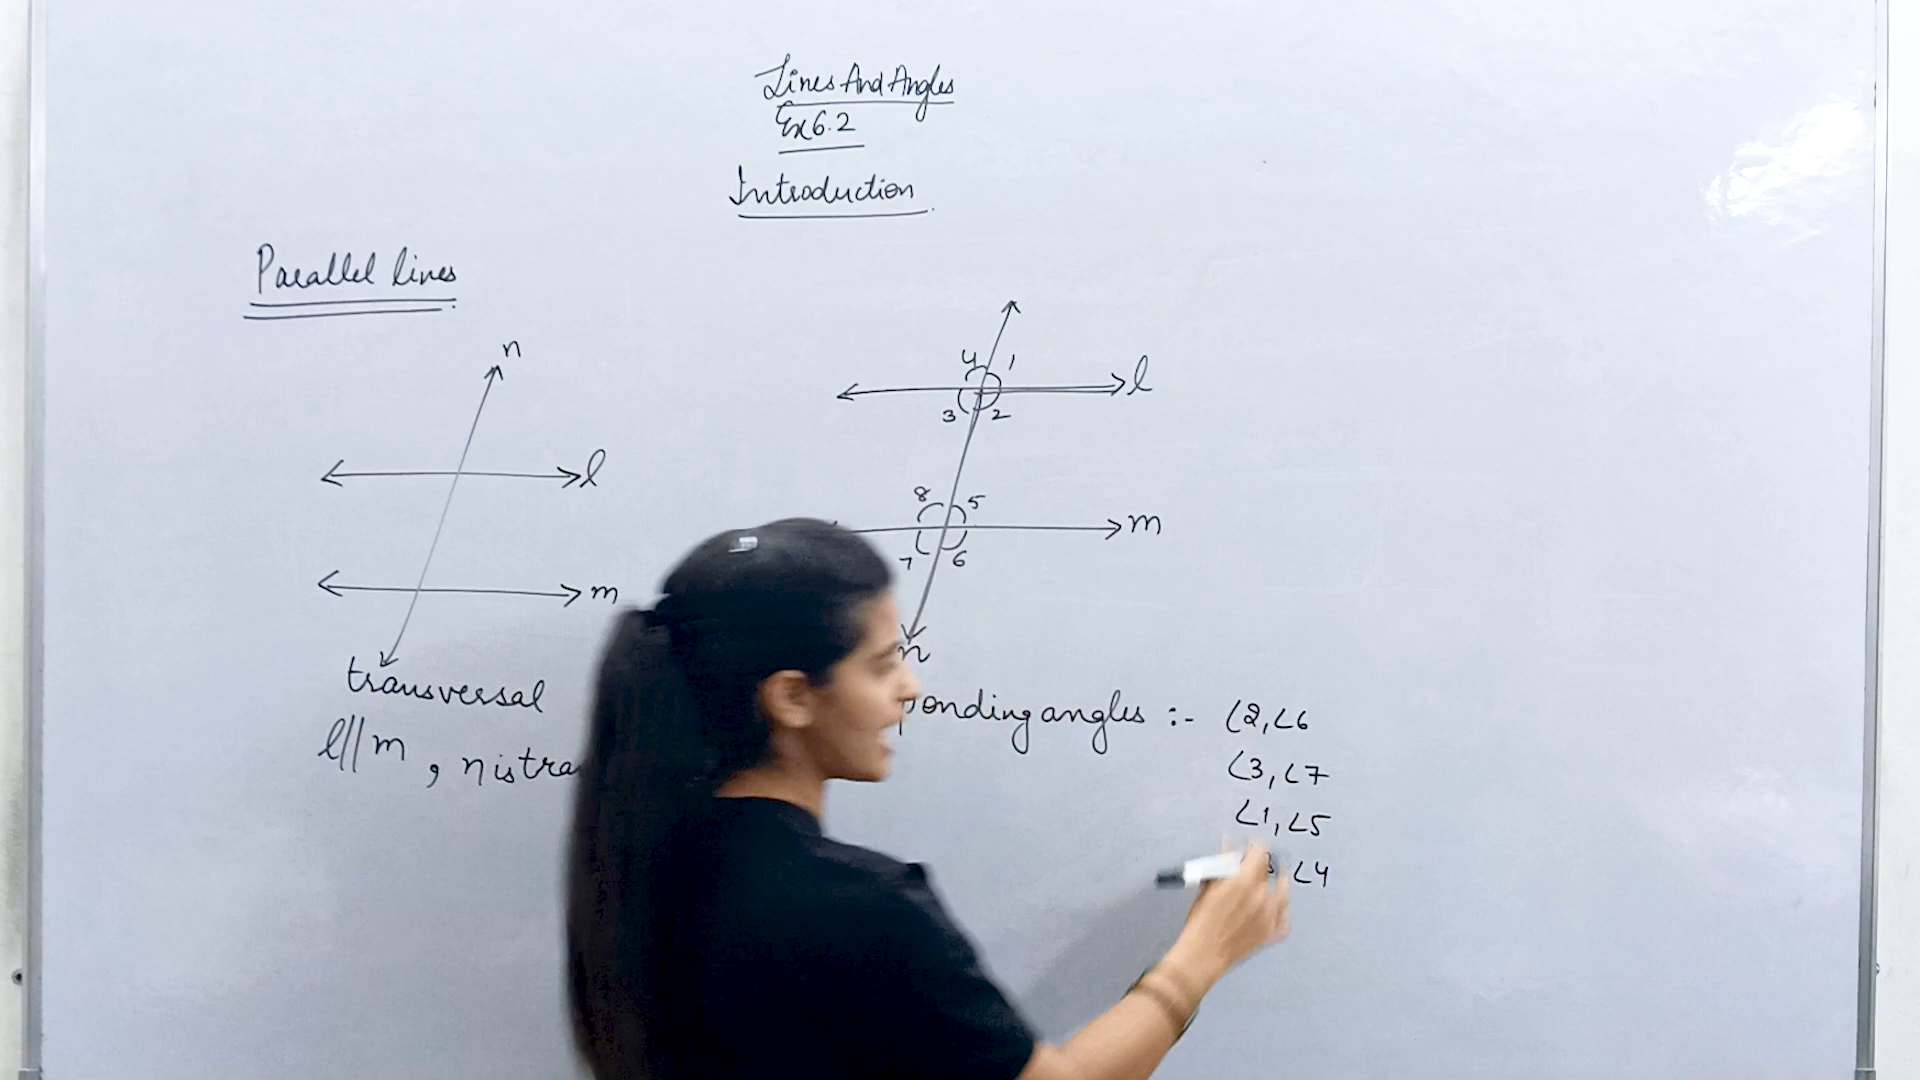 Lines And Angles
Ex 6.2
Introduction
Parallel lines
n
l
m
transversal
l//m, n is tra
4 1
l
3 2
8 5
m
7 6
n
ponding angles :- ∠2, ∠6
∠3, ∠7
∠1, ∠5
∠4